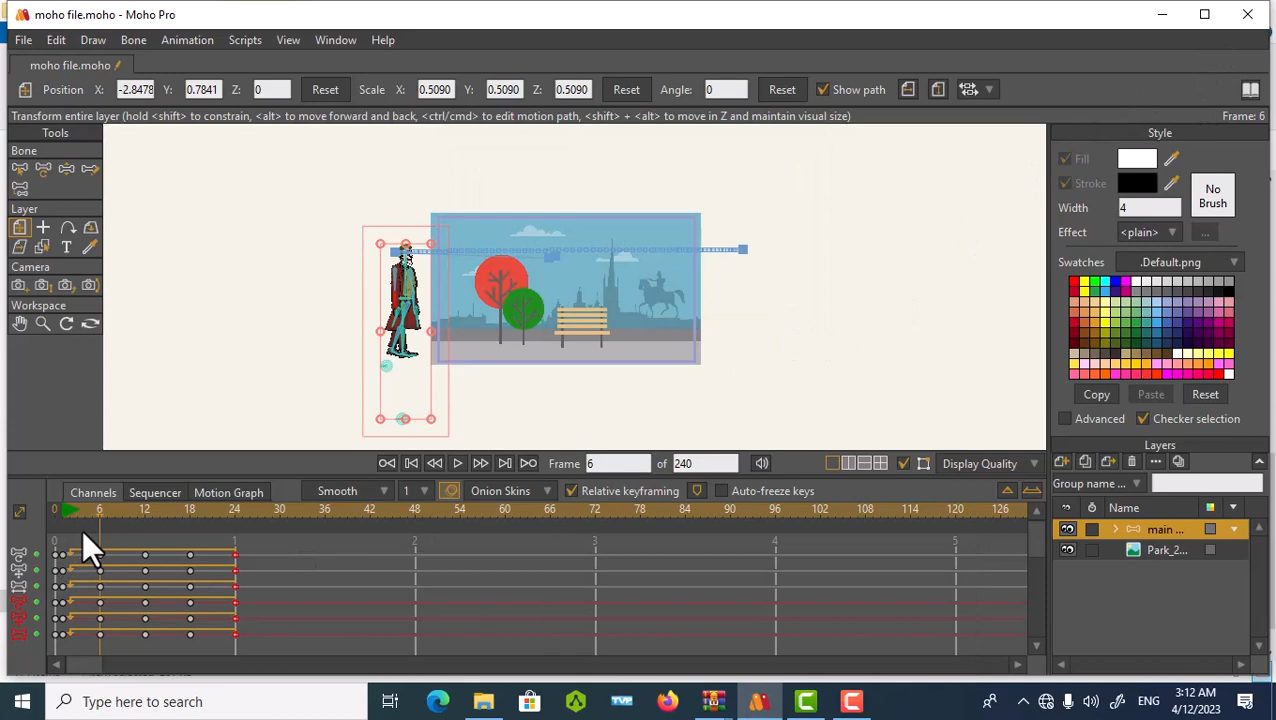 moho file.moho - Moho Pro
File Edit Draw Bone Animation Scripts View Window Help
moho file.moho
Position X: -2.8478 Y: 0.7841 Z: 0 Reset Scale X: 0.5090 Y: 0.5090 Z: 0.5090 Reset Angle: 0 Reset Show path
Transform entire layer (hold <shift> to constrain, <alt> to move forward and back, <ctrl/cmd> to edit motion path, <shift> + <alt> to move in Z and maintain visual size) Frame: 6
Tools
Bone
Layer
Camera
Workspace
Style
Fill
Stroke
No Brush
Width 4
Effect <plain> ...
Swatches .Default.png
Copy Paste Reset
Advanced Checker selection
Layers
Group name ...
Name
main ...
Park_2...
Frame 6 of 240 Display Quality
Channels Sequencer Motion Graph Smooth 1 Onion Skins Relative keyframing Auto-freeze keys
0 6 12 18 24 30 36 42 48 54 60 66 72 78 84 90 96 102 108 114 120 126
0 1 2 3 4 5
Type here to search
ENG
3:12 AM
4/12/2023